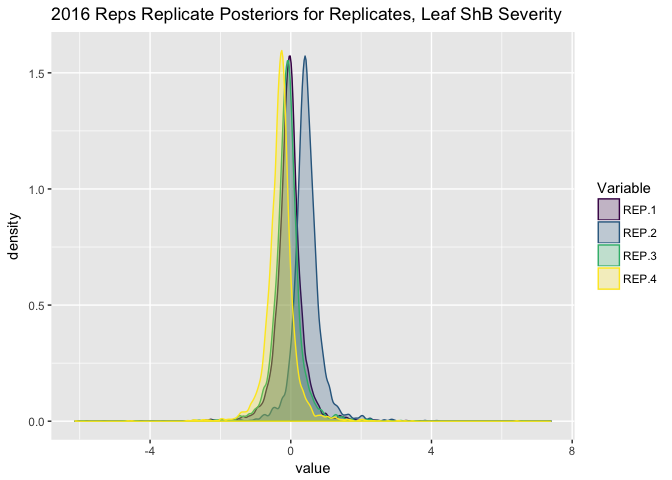 2016 Reps Replicate Posteriors for Replicates, Leaf ShB Severity
1.5
1.0
0.5
0.0
density
-4
0
4
8
value
Variable
REP.1
REP.2
REP.3
REP.4